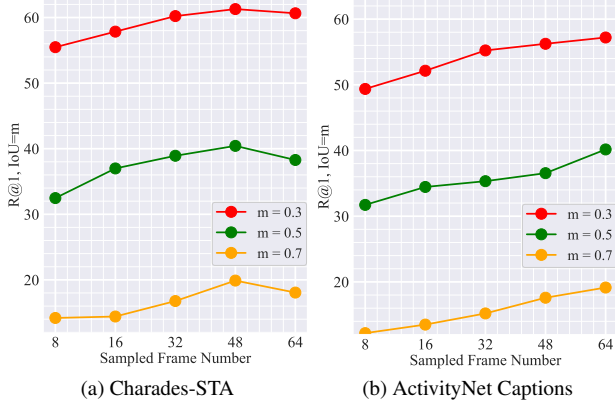 60
50
40
30
20
R@1, IoU=m
m = 0.3
m = 0.5
m = 0.7
8 16 32 48 64
Sampled Frame Number
(a) Charades-STA
60
50
40
30
20
R@1, IoU=m
m = 0.3
m = 0.5
m = 0.7
8 16 32 48 64
Sampled Frame Number
(b) ActivityNet Captions